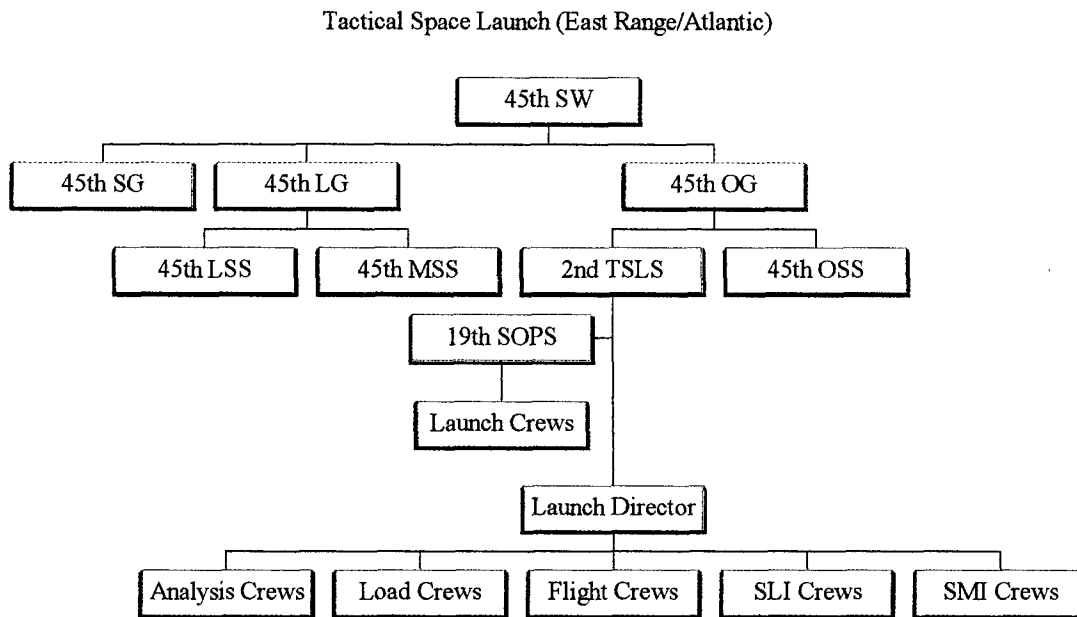 Tactical Space Launch (East Range/Atlantic)
45th SW
45th SG
45th LG
45th OG
45th LSS
45th MSS
2nd TSLS
45th OSS
19th SOPS
Launch Crews
Launch Director
Analysis Crews
Load Crews
Flight Crews
SLI Crews
SMI Crews